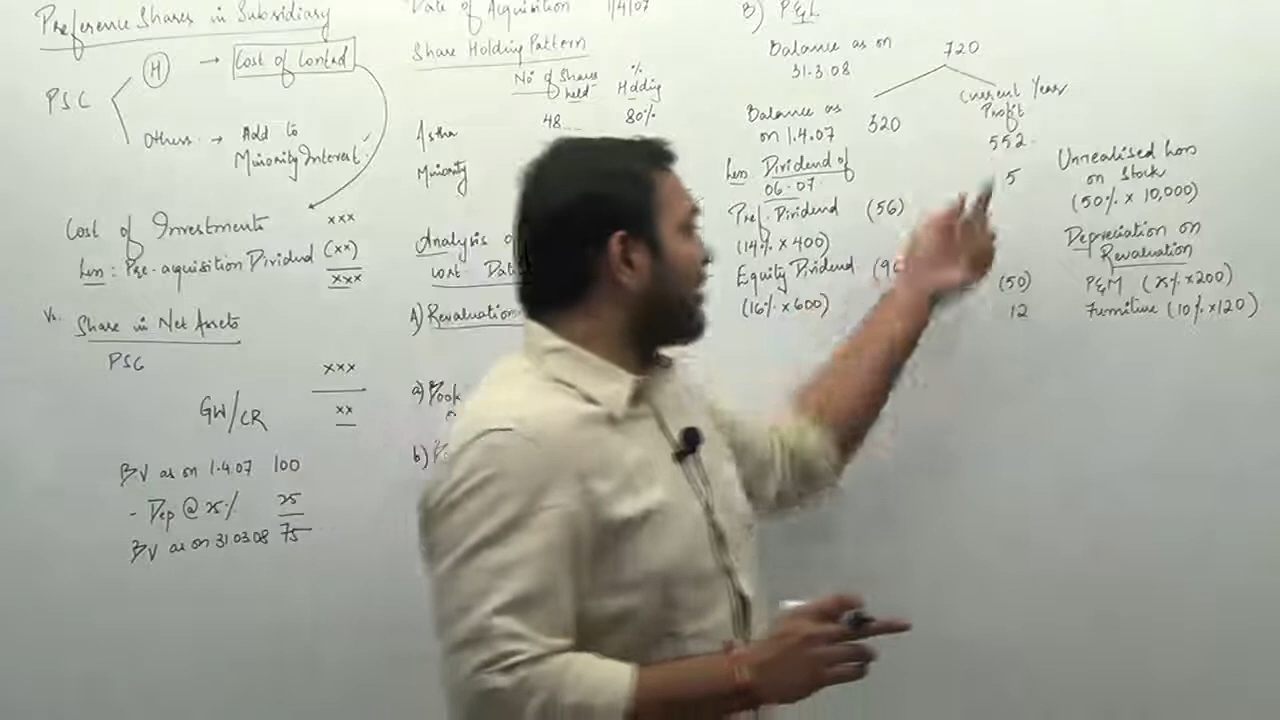 Preference Shares in Subsidiary
PSC
H → Cost of Control
Others → Add to
Minority Interest
Cost of Investments xxx
Less: Pre-acquisition Dividend (xx)
xxx
Vs. Share in Net Assets
PSC xxx
GW/CR xx
BV as on 1.4.07 100
- Dep @ 25% 25
BV as on 31.03.08 75
Date of Acquisition 1/4/07
Share Holding Pattern
No of Shares held
% Holding
Astha 48 80%
Minority
Analysis
A) Revaluation
a) Book
b)
B) P&L
Balance as on 31.3.08 720
Balance as on 1.4.07 320
Current Year Profit 552
Less Dividend of 06-07
Pref. Dividend (56)
(14% x 400)
Equity Dividend (96
(16% x 600)
5 Unrealised Loss
on Stock
(50% x 10,000)
Depreciation on
Revaluation
(50) P&M (25% x 200)
12 Furniture (10% x 120)